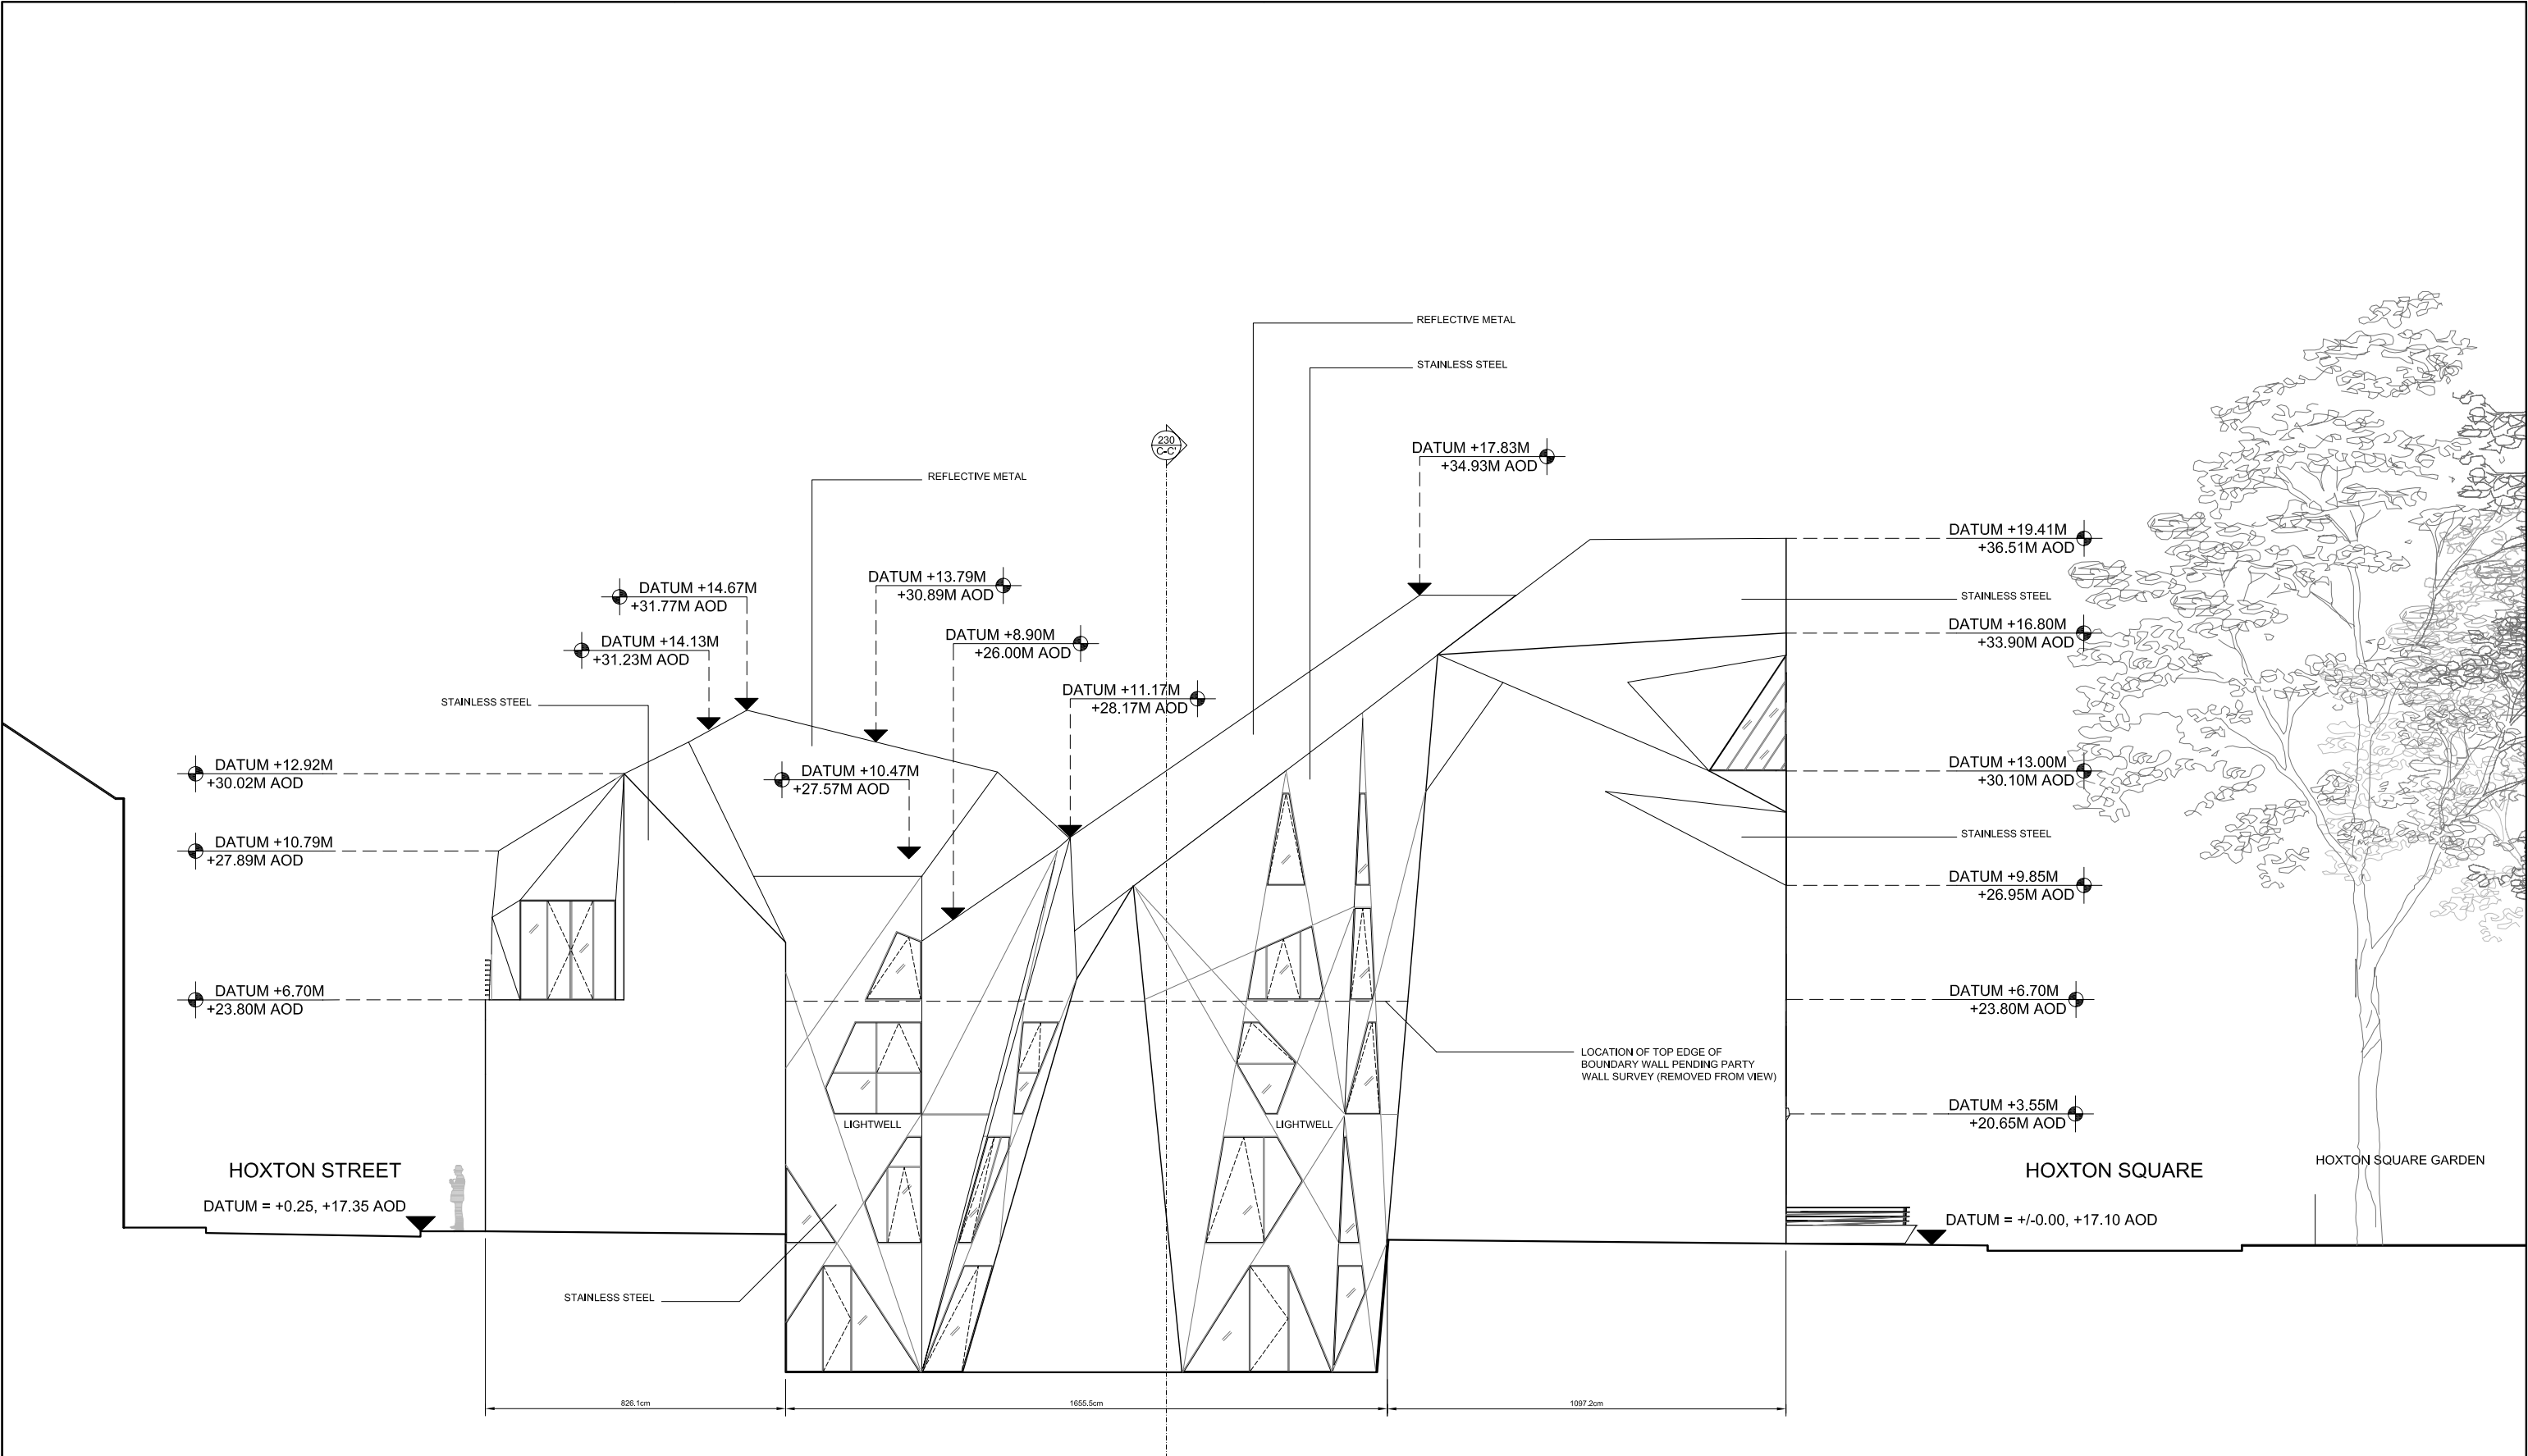 REFLECTIVE METAL
STAINLESS STEEL
230
C-C'
DATUM +17.83M
+34.93M AOD
REFLECTIVE METAL
DATUM +19.41M
+36.51M AOD
DATUM +14.67M
+31.77M AOD
DATUM +13.79M
+30.89M AOD
STAINLESS STEEL
DATUM +14.13M
+31.23M AOD
DATUM +8.90M
+26.00M AOD
DATUM +16.80M
+33.90M AOD
STAINLESS STEEL
DATUM +11.17M
+28.17M AOD
DATUM +12.92M
+30.02M AOD
DATUM +10.47M
+27.57M AOD
DATUM +13.00M
+30.10M AOD
DATUM +10.79M
+27.89M AOD
STAINLESS STEEL
DATUM +9.85M
+26.95M AOD
DATUM +6.70M
+23.80M AOD
DATUM +6.70M
+23.80M AOD
LOCATION OF TOP EDGE OF
BOUNDARY WALL PENDING PARTY
WALL SURVEY (REMOVED FROM VIEW)
DATUM +3.55M
+20.65M AOD
LIGHTWELL
LIGHTWELL
HOXTON STREET
DATUM = +0.25, +17.35 AOD
HOXTON SQUARE
HOXTON SQUARE GARDEN
DATUM = +/-0.00, +17.10 AOD
STAINLESS STEEL
826.1cm
1655.5cm
1097.2cm